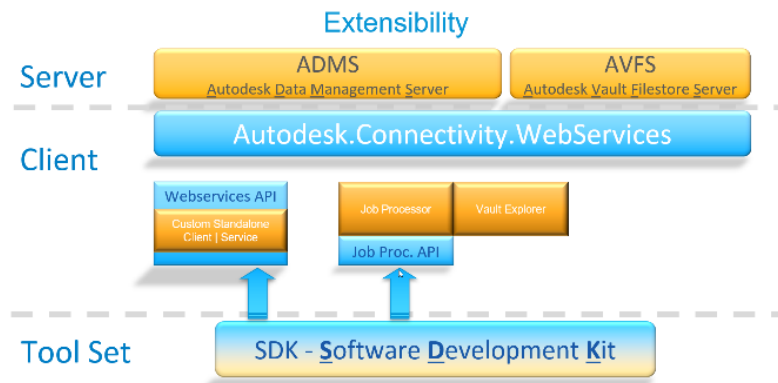 Extensibility
Server
ADMS
Autodesk Data Management Server
AVFS
Autodesk Vault Filestore Server
Client
Autodesk.Connectivity.WebServices
Webservices API
Custom Standalone
Client | Service
Job Processor
Vault Explorer
Job Proc. API
Tool Set
SDK - Software Development Kit